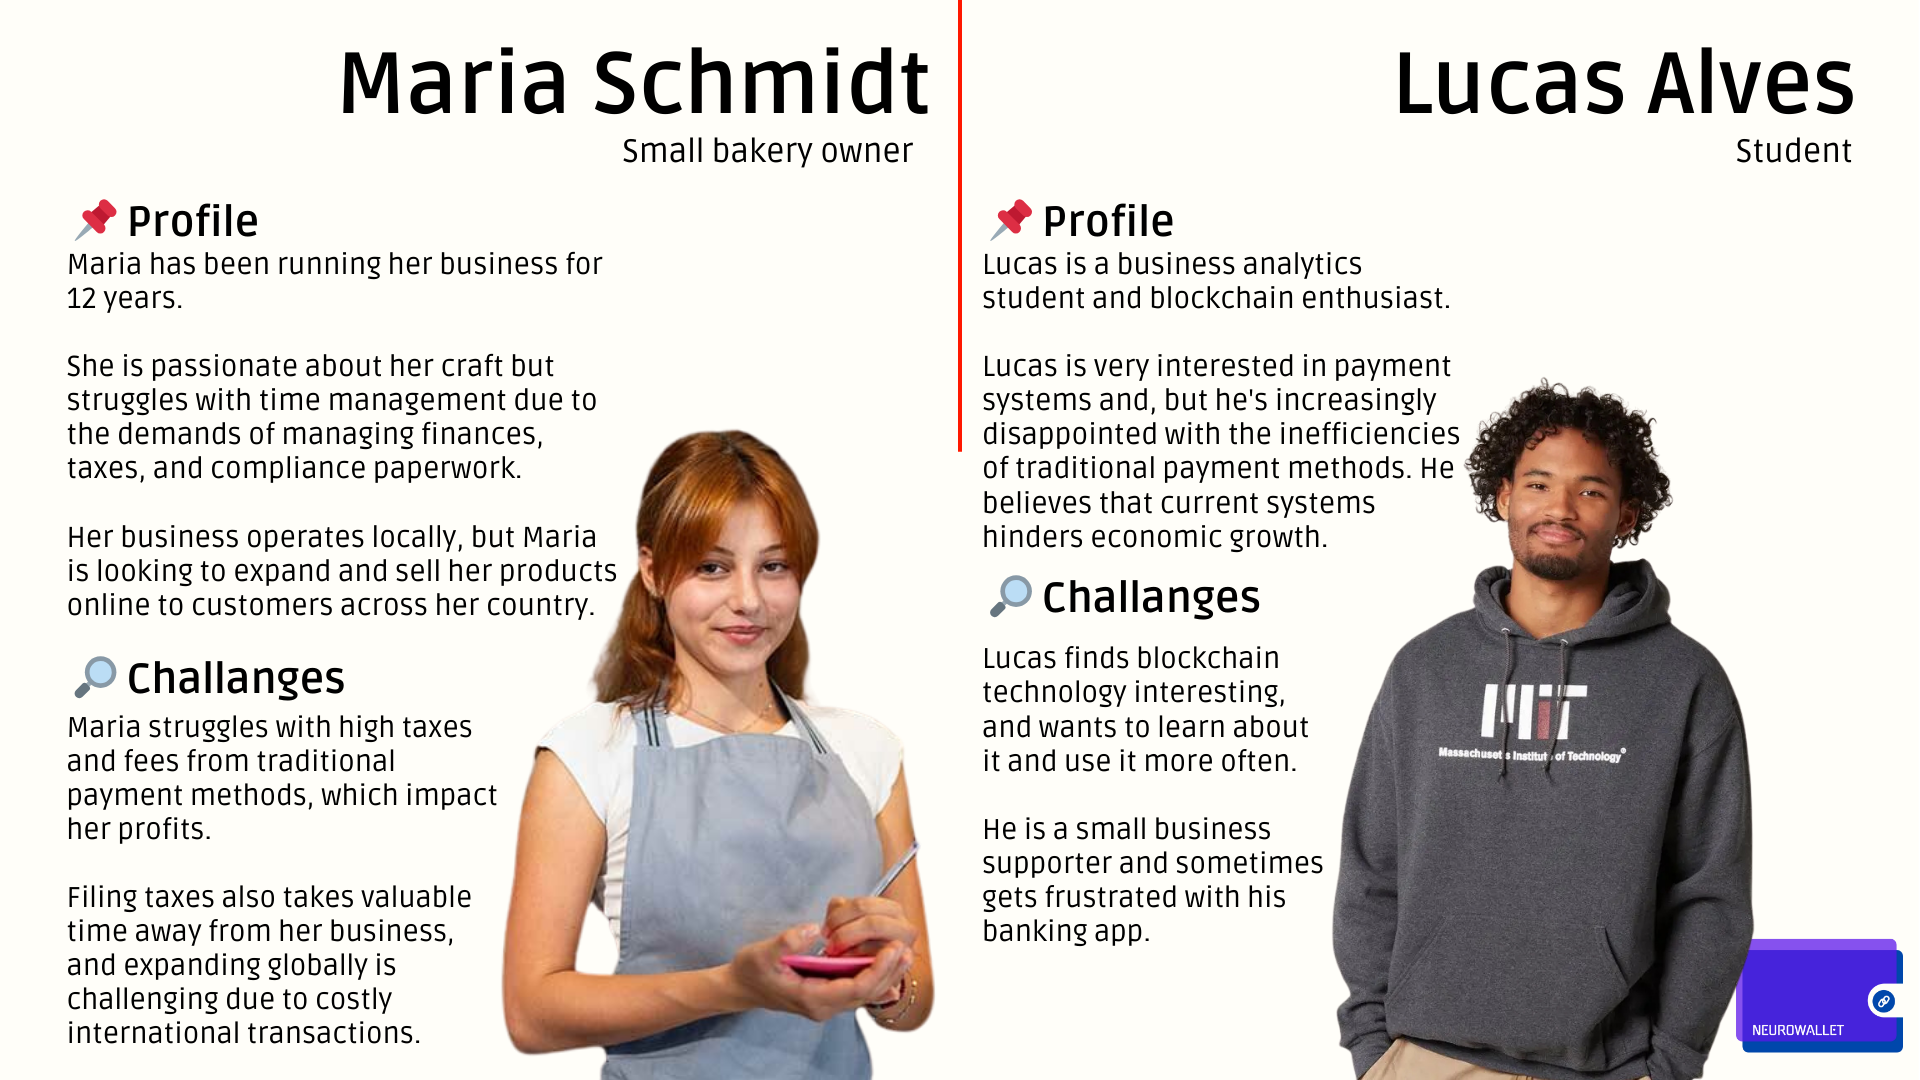 Maria Schmidt
Small bakery owner
Profile
Maria has been running her business for
12 years.
She is passionate about her craft but
struggles with time management due to
the demands of managing finances,
taxes, and compliance paperwork.
Her business operates locally, but Maria
is looking to expand and sell her products
online to customers across her country.
Challanges
Maria struggles with high taxes
and fees from traditional
payment methods, which impact
her profits.
Filing taxes also takes valuable
time away from her business,
and expanding globally is
challenging due to costly
international transactions.
Lucas Alves
Student
Profile
Lucas is a business analytics
student and blockchain enthusiast.
Lucas is very interested in payment
systems and, but he's increasingly
disappointed with the inefficiencies
of traditional payment methods. He
believes that current systems
hinders economic growth.
Challanges
Lucas finds blockchain
technology interesting,
and wants to learn about
it and use it more often.
He is a small business
supporter and sometimes
gets frustrated with his
banking app.
MIT
Massachusetts Institute of Technology®
NEUROWALLET